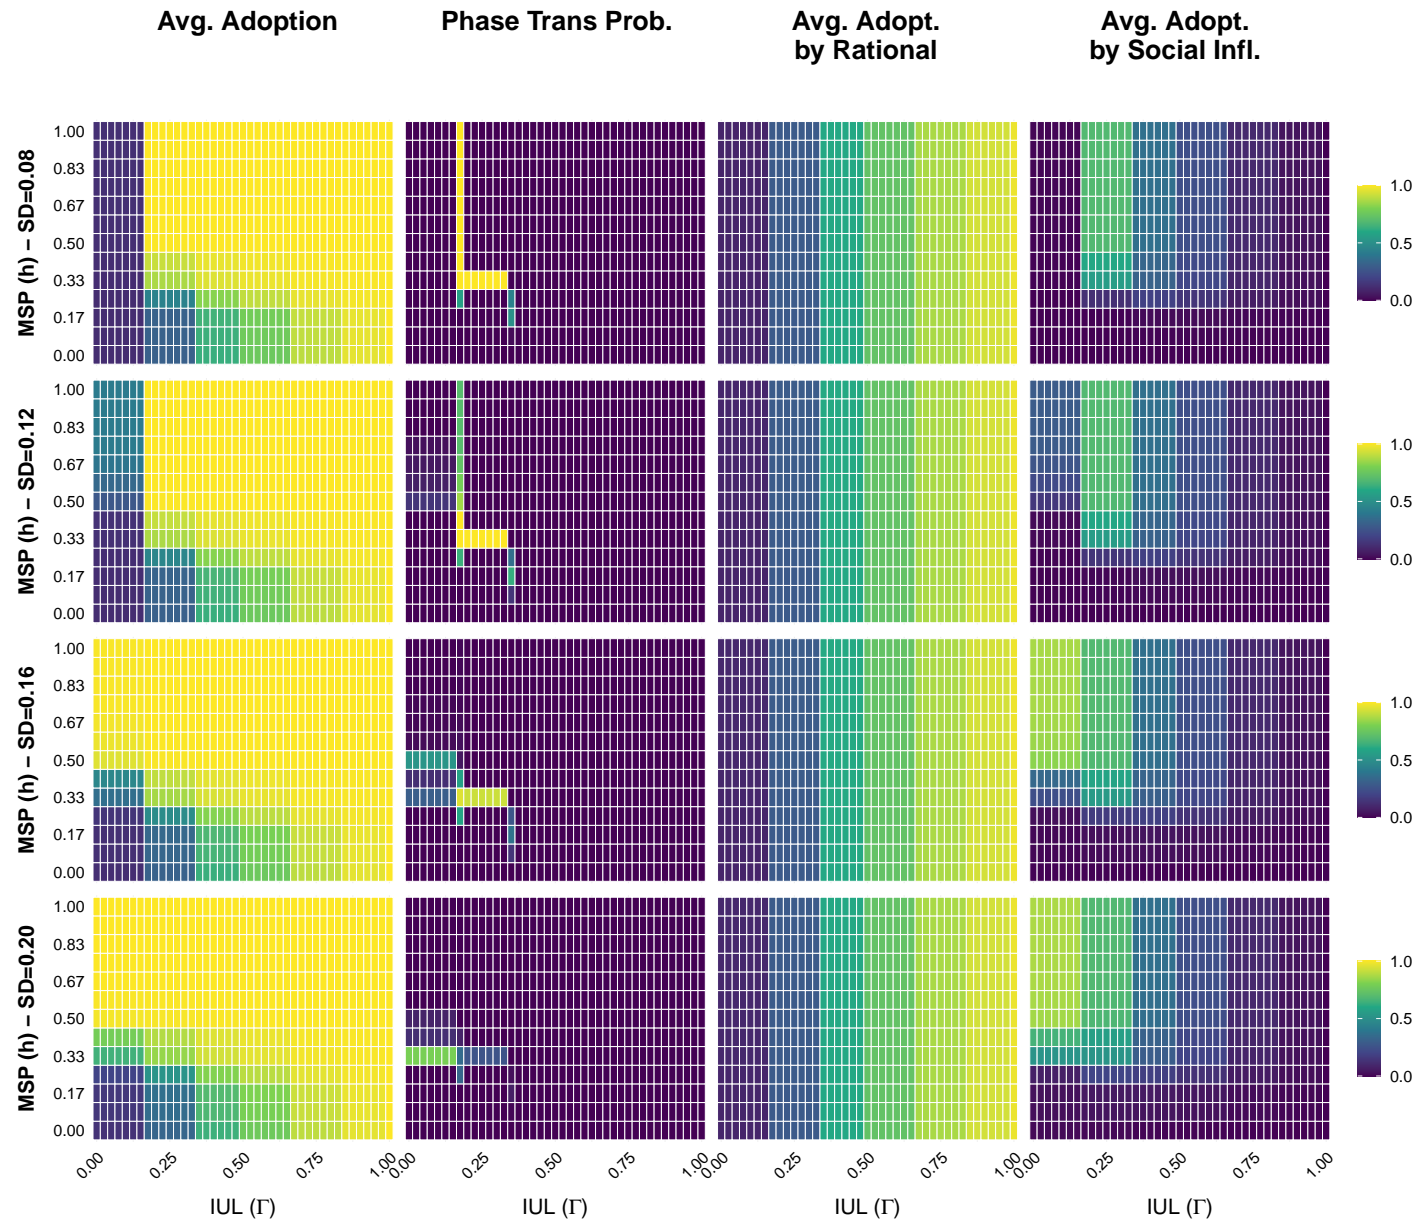 Avg. Adoption
Phase Trans Prob.
Avg. Adopt.
by Rational
Avg. Adopt.
by Social Infl.
MSP (h) − SD=0.08
1.00
0.83
0.67
0.50
0.33
0.17
0.00
1.0
0.5
0.0
MSP (h) − SD=0.12
1.00
0.83
0.67
0.50
0.33
0.17
0.00
1.0
0.5
0.0
MSP (h) − SD=0.16
1.00
0.83
0.67
0.50
0.33
0.17
0.00
1.0
0.5
0.0
MSP (h) − SD=0.20
1.00
0.83
0.67
0.50
0.33
0.17
0.00
1.0
0.5
0.0
0.00 0.25 0.50 0.75 1.00
0.00 0.25 0.50 0.75 1.00
0.00 0.25 0.50 0.75 1.00
0.00 0.25 0.50 0.75 1.00
IUL (Γ)
IUL (Γ)
IUL (Γ)
IUL (Γ)